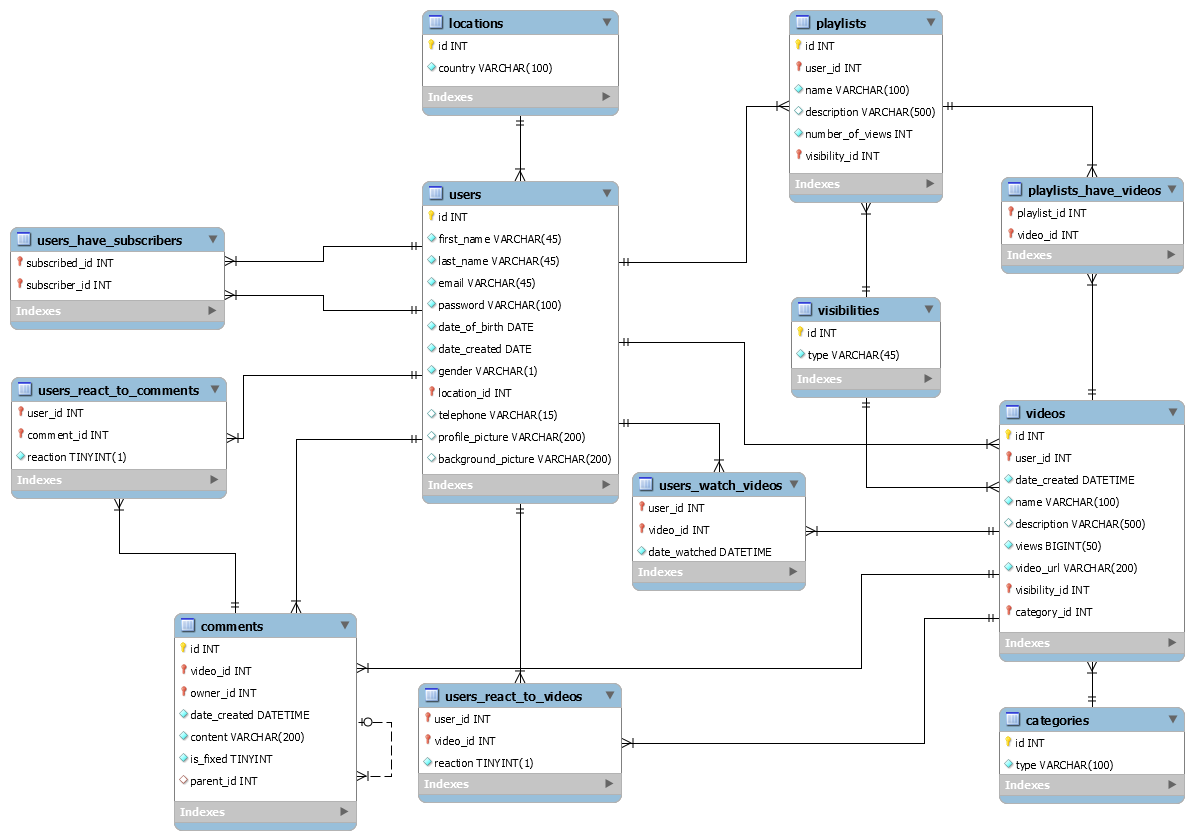 locations
id INT
country VARCHAR(100)
Indexes
playlists
id INT
user_id INT
name VARCHAR(100)
description VARCHAR(500)
number_of_views INT
visibility_id INT
Indexes
users
id INT
first_name VARCHAR(45)
last_name VARCHAR(45)
email VARCHAR(45)
password VARCHAR(100)
date_of_birth DATE
date_created DATE
gender VARCHAR(1)
location_id INT
telephone VARCHAR(15)
profile_picture VARCHAR(200)
background_picture VARCHAR(200)
Indexes
playlists_have_videos
playlist_id INT
video_id INT
Indexes
users_have_subscribers
subscribed_id INT
subscriber_id INT
Indexes
visibilities
id INT
type VARCHAR(45)
Indexes
users_react_to_comments
user_id INT
comment_id INT
reaction TINYINT(1)
Indexes
videos
id INT
user_id INT
date_created DATETIME
name VARCHAR(100)
description VARCHAR(500)
views BIGINT(50)
video_url VARCHAR(200)
visibility_id INT
category_id INT
Indexes
users_watch_videos
user_id INT
video_id INT
date_watched DATETIME
Indexes
comments
id INT
video_id INT
owner_id INT
date_created DATETIME
content VARCHAR(200)
is_fixed TINYINT
parent_id INT
Indexes
users_react_to_videos
user_id INT
video_id INT
reaction TINYINT(1)
Indexes
categories
id INT
type VARCHAR(100)
Indexes